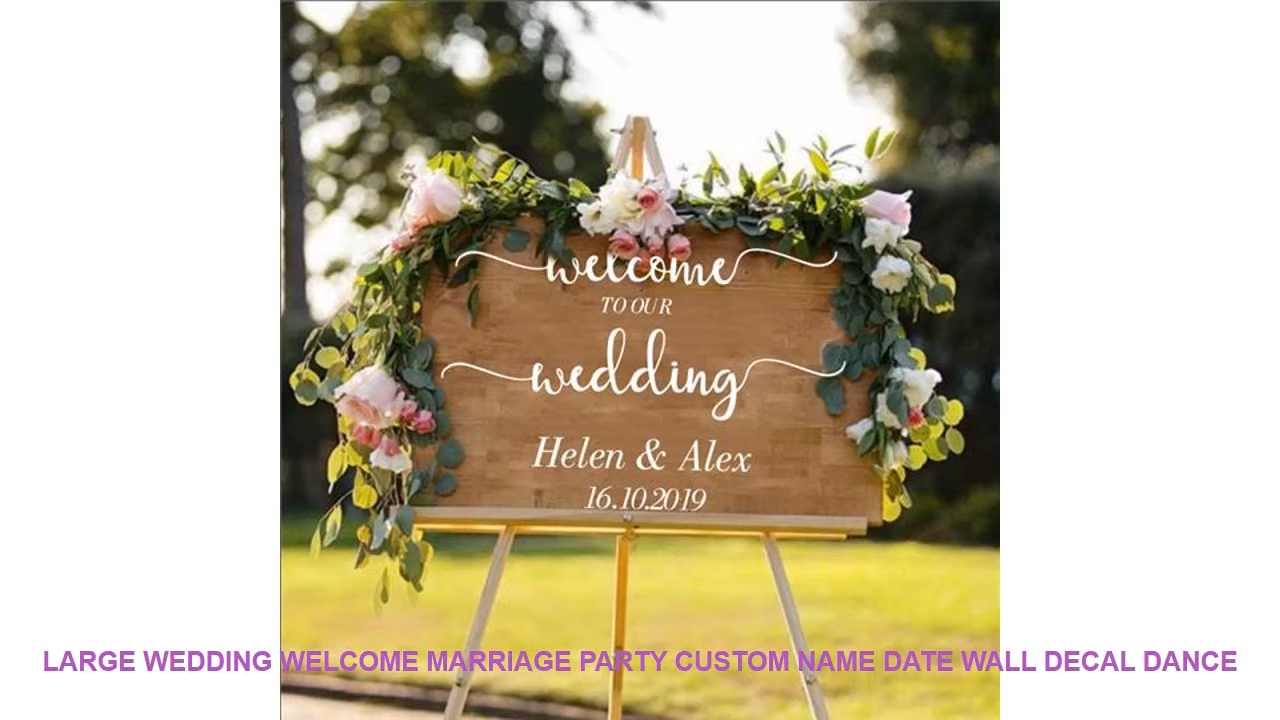 welcome
TO OUR
wedding
Helen & Alex
16.10.2019
LARGE WEDDING WELCOME MARRIAGE PARTY CUSTOM NAME DATE WALL DECAL DANCE